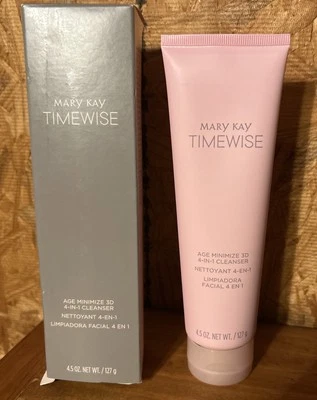 MARY KAY
TIMEWISE
AGE MINIMIZE 3D
4-IN-1 CLEANSER
NETTOYANT 4-EN-1
LIMPIADORA FACIAL 4 EN 1
4.5 OZ. NET WT. / 127 g
MARY KAY
TIMEWISE
AGE MINIMIZE 3D
4-IN-1 CLEANSER
NETTOYANT 4-EN-1
LIMPIADORA
FACIAL 4 EN 1
4.5 OZ. NET WT. / 127 g